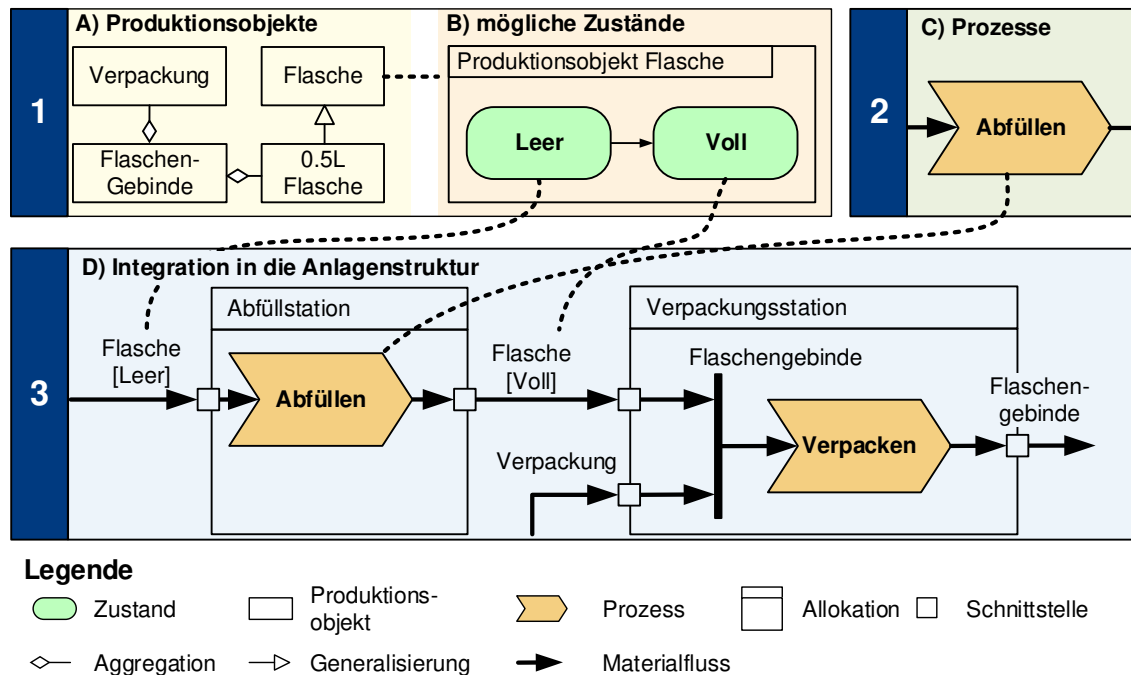 A) Produktionsobjekte
B) mögliche Zustände
C) Prozesse
1
Verpackung
Flasche
Flaschen-
Gebinde
0.5L
Flasche
Produktionsobjekt Flasche
Leer
Voll
2
Abfüllen
3
D) Integration in die Anlagenstruktur
Flasche
[Leer]
Abfüllstation
Abfüllen
Flasche
[Voll]
Verpackung
Verpackungsstation
Flaschengebinde
Verpacken
Flaschen-
gebinde
Legende
Zustand
Produktions-
objekt
Prozess
Allokation
Schnittstelle
Aggregation
Generalisierung
Materialfluss